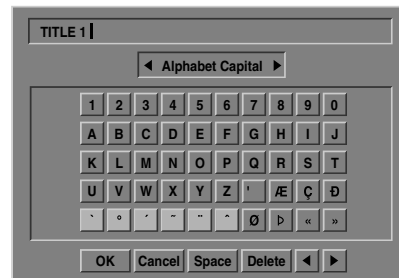 TITLE 1
◀ Alphabet Capital ▶
1 2 3 4 5 6 7 8 9 0
A B C D E F G H I J
K L M N O P Q R S T
U V W X Y Z ' Æ Ç Ð
` ° ´ ˜ ¨ ˆ Ø Þ « »
OK Cancel Space Delete ◀ ▶